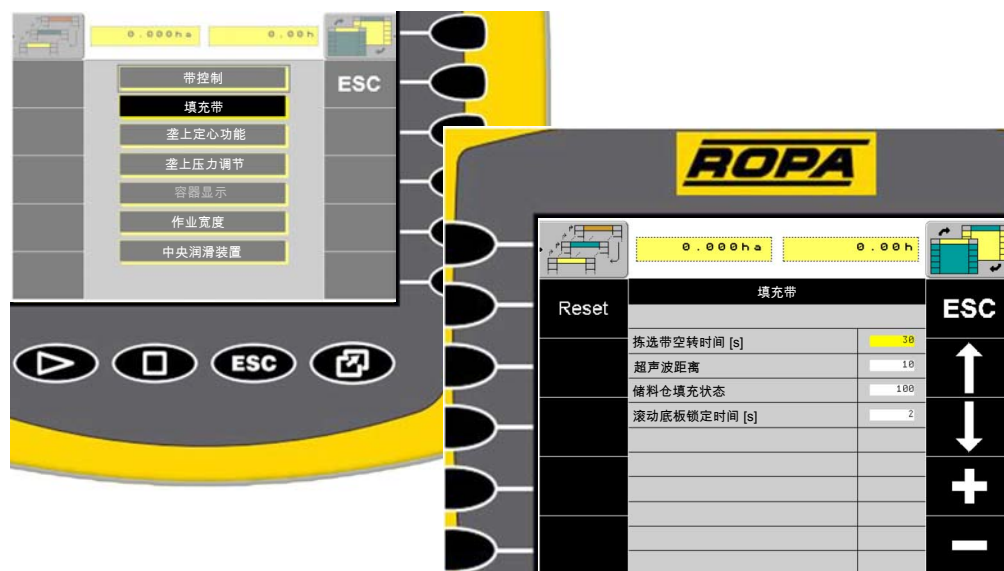 0.000ha
0.00h
带控制
ESC
填充带
垄上定心功能
垄上压力调节
容器显示
作业宽度
中央润滑装置
ESC
ROPA
0.000ha
0.00h
填充带
Reset
ESC
拣选带空转时间 [s]
30
超声波距离
10
储料仓填充状态
100
滚动底板锁定时间 [s]
2